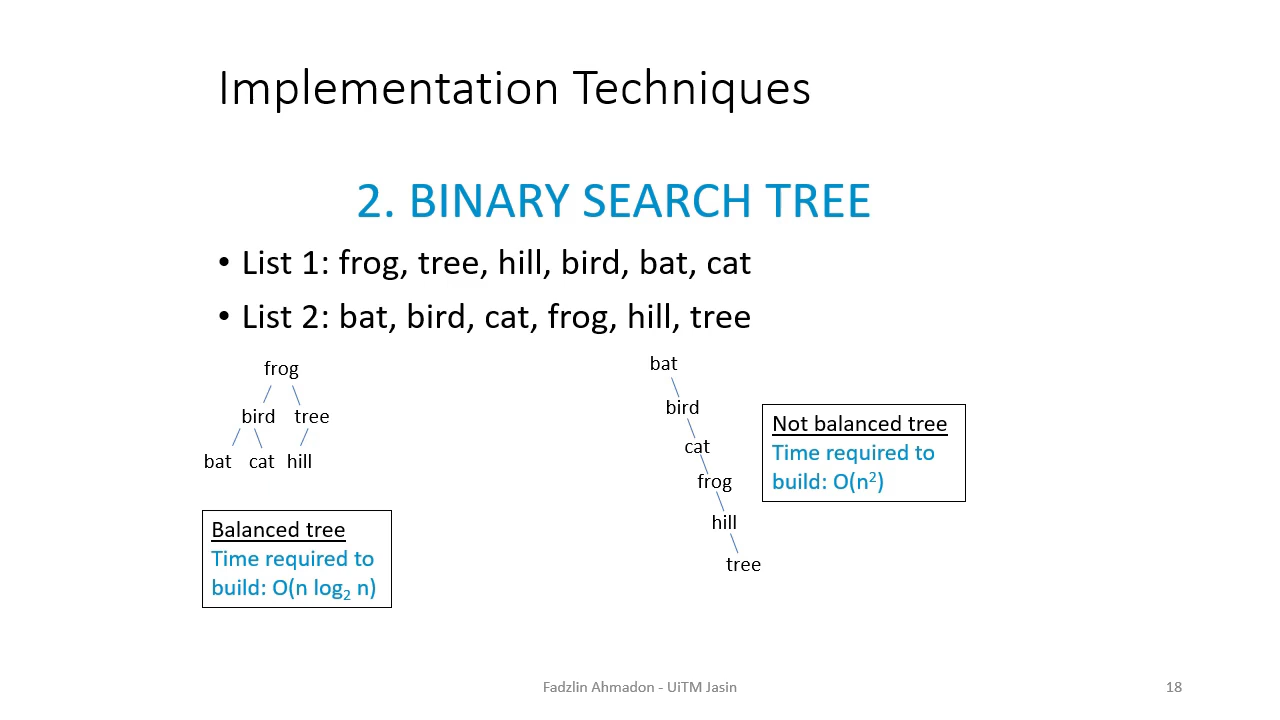 Implementation Techniques
2. BINARY SEARCH TREE
• List 1: frog, tree, hill, bird, bat, cat
• List 2: bat, bird, cat, frog, hill, tree
frog
bird tree
bat cat hill
Balanced tree
Time required to
build: O(n log₂ n)
bat
bird
cat
frog
hill
tree
Not balanced tree
Time required to
build: O(n²)
Fadzlin Ahmadon - UiTM Jasin
18